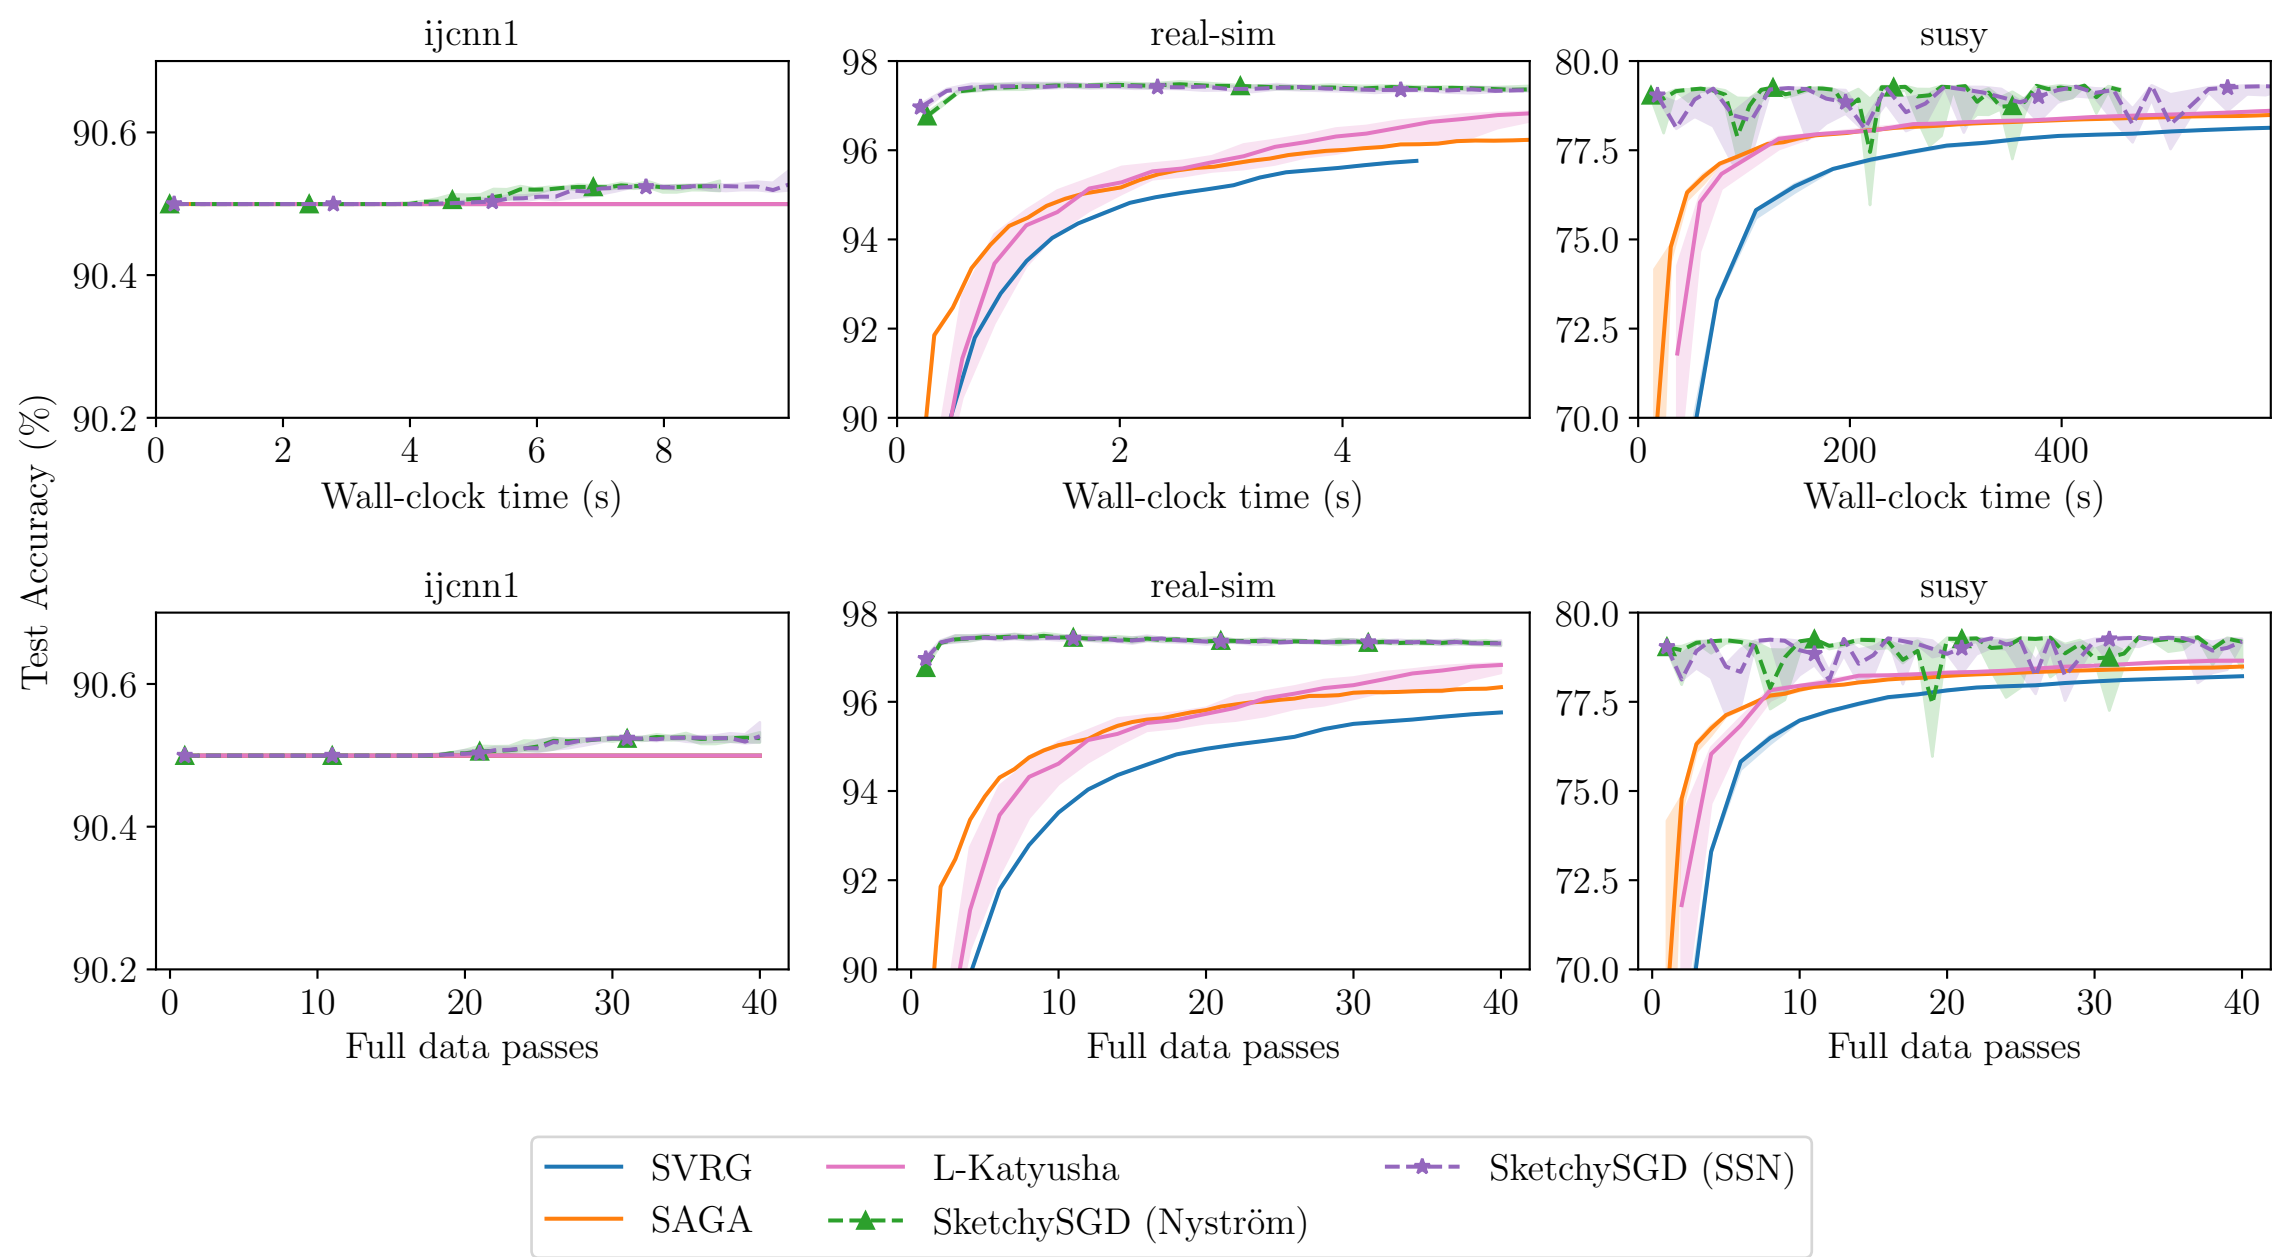 ijcnn1
real-sim
susy
90.6
90.4
90.2
0 2 4 6 8
Wall-clock time (s)
98
96
94
92
90
0 2 4
Wall-clock time (s)
80.0
77.5
75.0
72.5
70.0
0 200 400
Wall-clock time (s)
Test Accuracy (%)
ijcnn1
real-sim
susy
90.6
90.4
90.2
0 10 20 30 40
Full data passes
98
96
94
92
90
0 10 20 30 40
Full data passes
80.0
77.5
75.0
72.5
70.0
0 10 20 30 40
Full data passes
SVRG
SAGA
L-Katyusha
SketchySGD (Nyström)
SketchySGD (SSN)